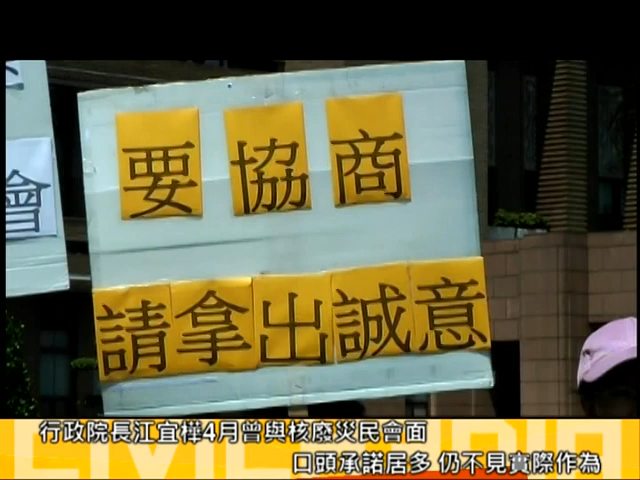 要協商
請拿出誠意
會
行政院長江宜樺4月曾與核廢災民會面
口頭承諾居多 仍不見實際作為